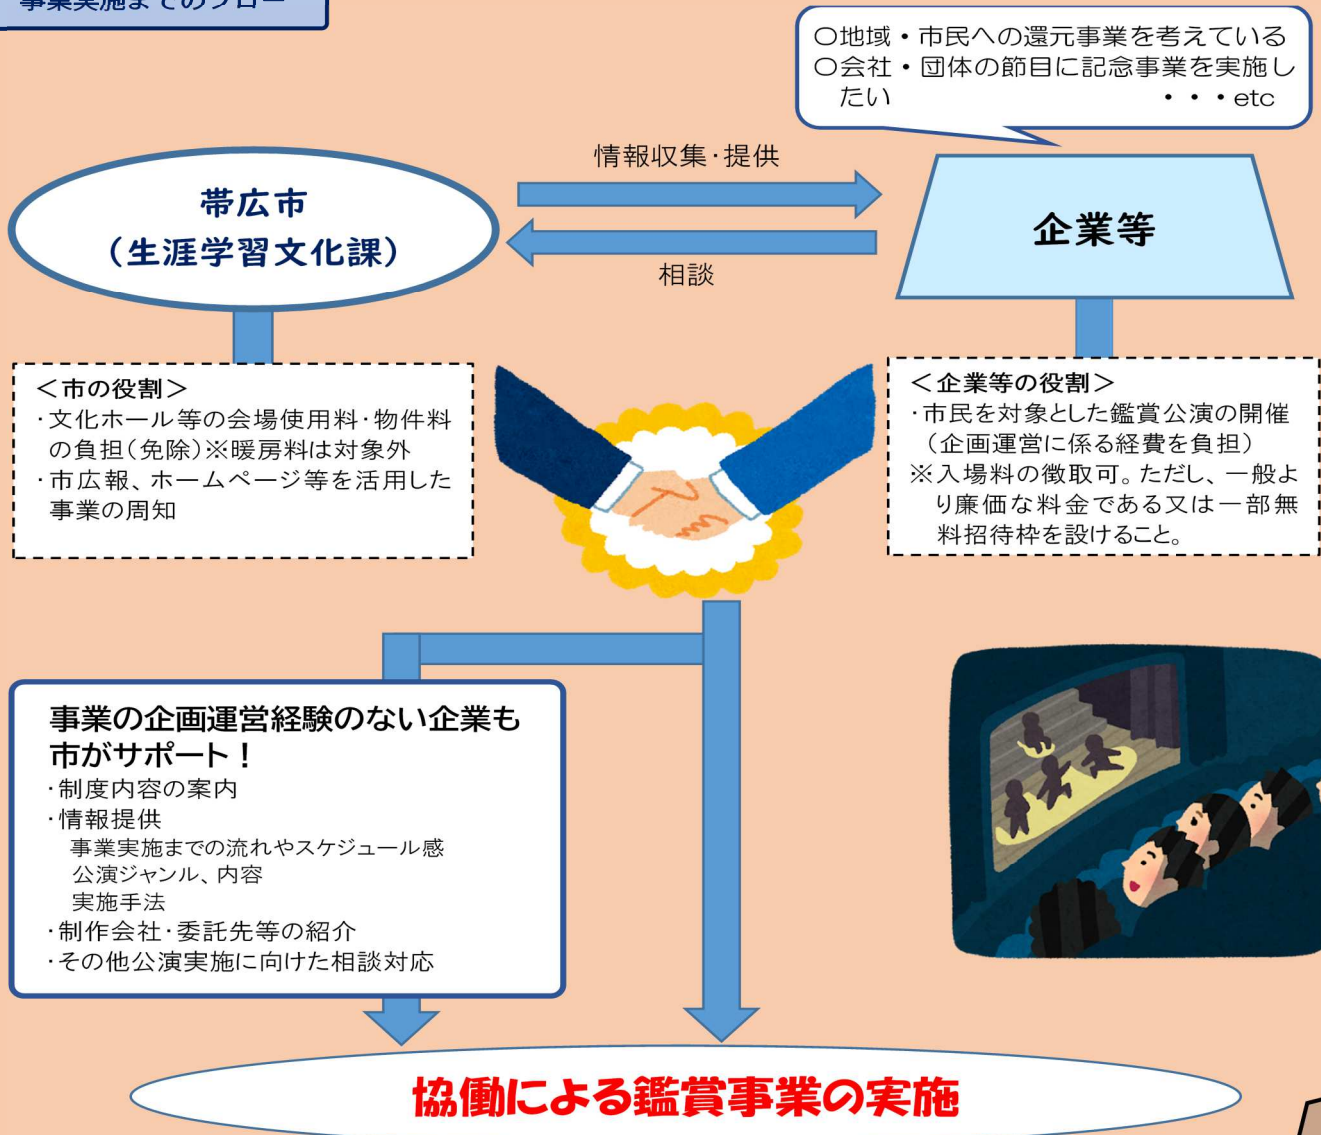 事業実施までのフロー
〇地域・市民への還元事業を考えている
〇会社・団体の節目に記念事業を実施し
たい　・・・etc
情報収集・提供
帯広市
（生涯学習文化課）
企業等
相談
＜市の役割＞
・文化ホール等の会場使用料・物件料
の負担（免除）※暖房料は対象外
・市広報、ホームページ等を活用した
事業の周知
＜企業等の役割＞
・市民を対象とした鑑賞公演の開催
（企画運営に係る経費を負担）
※入場料の徴取可。ただし、一般よ
り廉価な料金である又は一部無
料招待枠を設けること。
事業の企画運営経験のない企業も
市がサポート！
・制度内容の案内
・情報提供
事業実施までの流れやスケジュール感
公演ジャンル、内容
実施手法
・制作会社・委託先等の紹介
・その他公演実施に向けた相談対応
協働による鑑賞事業の実施